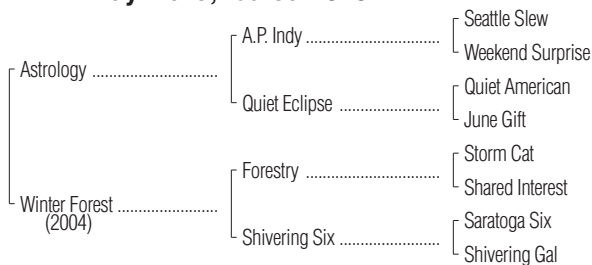 Seattle Slew
A.P. Indy ..............................
Weekend Surprise
Astrology ............................
Quiet American
Quiet Eclipse ......................
June Gift
Storm Cat
Forestry ..............................
Shared Interest
Winter Forest ......................
(2004)
Saratoga Six
Shivering Six ......................
Shivering Gal